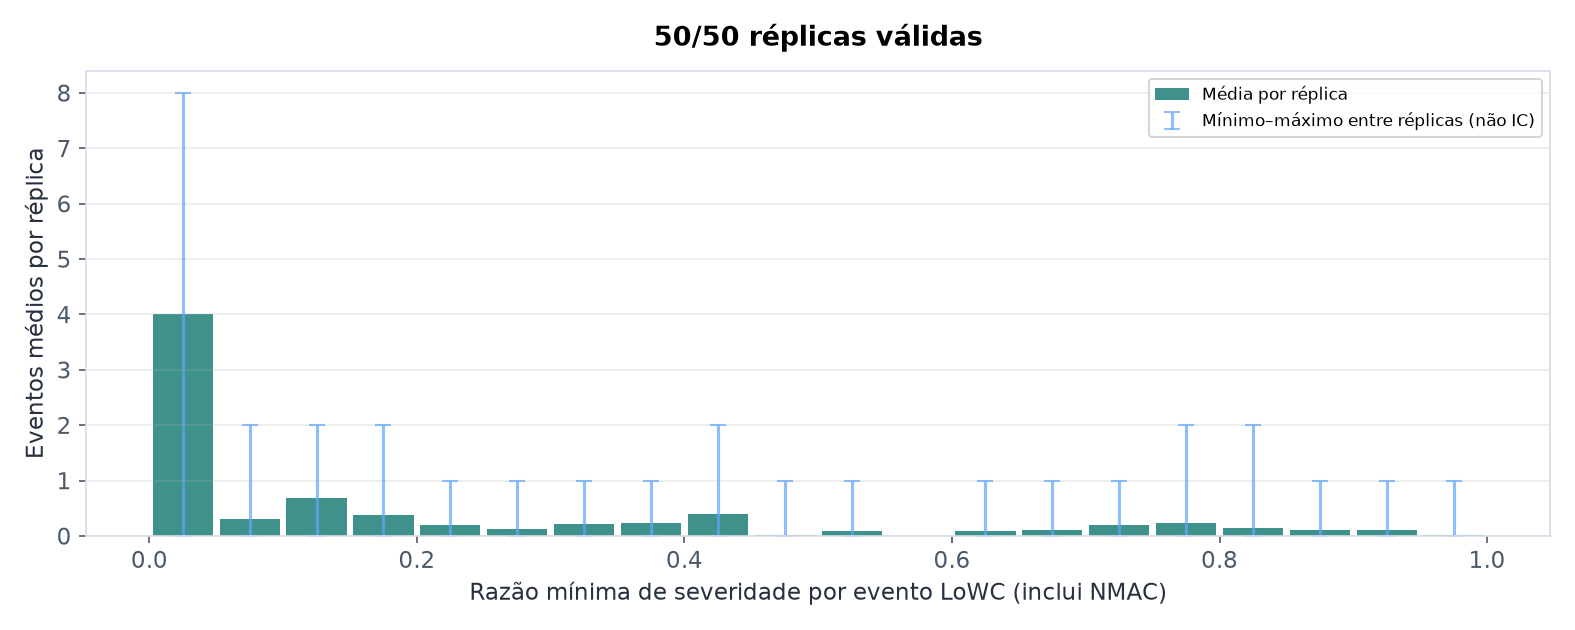 50/50 réplicas válidas
Média por réplica
Mínimo–máximo entre réplicas (não IC)
Eventos médios por réplica
8
7
6
5
4
3
2
1
0
0.0 0.2 0.4 0.6 0.8 1.0
Razão mínima de severidade por evento LoWC (inclui NMAC)